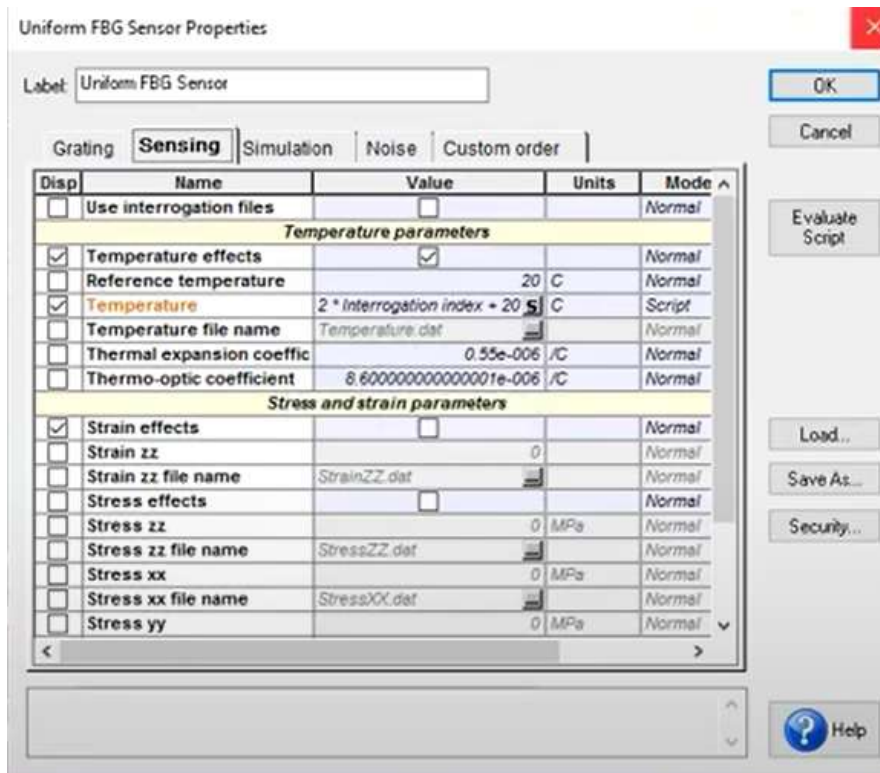 Uniform FBG Sensor Properties
Label: Uniform FBG Sensor
OK
Cancel
Grating Sensing Simulation Noise Custom order
Disp Name Value Units Mode
Use interrogation files Normal
Evaluate Script
Temperature parameters
Temperature effects Normal
Reference temperature 20 C Normal
Temperature 2 * Interrogation index + 20 S C Script
Temperature file name Temperature.dat ... Normal
Thermal expansion coeffic 0.55e-006 /C Normal
Thermo-optic coefficient 8.600000000000001e-006 /C Normal
Stress and strain parameters
Strain effects Normal
Load...
Strain zz 0 Normal
Strain zz file name StrainZZ.dat ... Normal
Save As...
Stress effects Normal
Stress zz 0 MPa Normal
Security...
Stress zz file name StressZZ.dat ... Normal
Stress xx 0 MPa Normal
Stress xx file name StressXX.dat ... Normal
Stress yy 0 MPa Normal
? Help